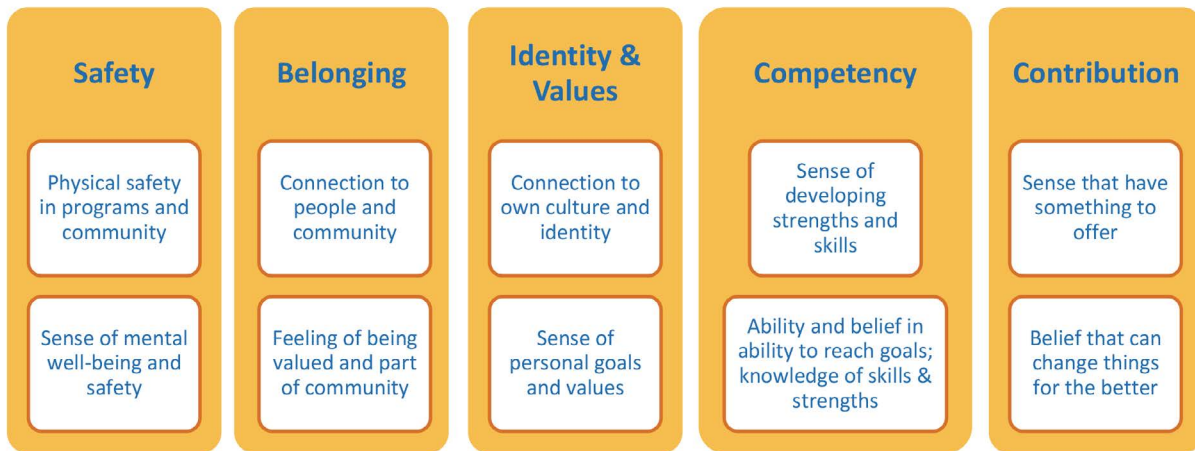 Safety
Physical safety
in programs and
community
Sense of mental
well-being and
safety
Belonging
Connection to
people and
community
Feeling of being
valued and part
of community
Identity &
Values
Connection to
own culture and
identity
Sense of
personal goals
and values
Competency
Sense of
developing
strengths and
skills
Ability and belief in
ability to reach goals;
knowledge of skills &
strengths
Contribution
Sense that have
something to
offer
Belief that can
change things
for the better